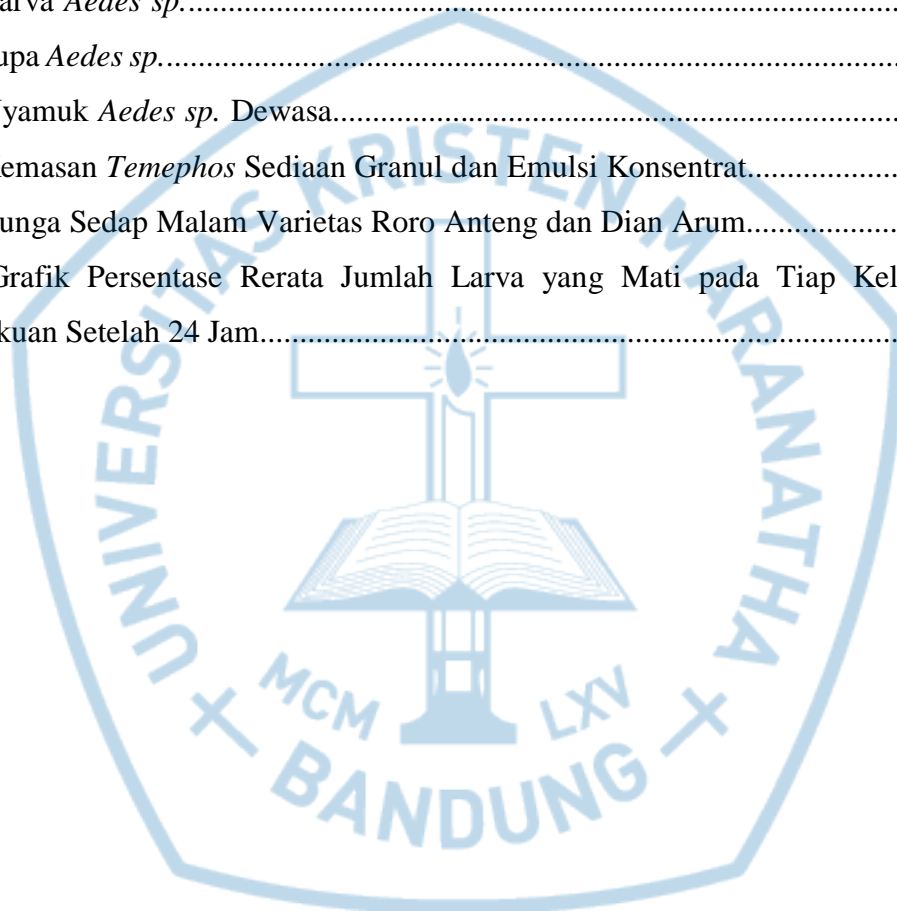 arva Aedes sp.
upa Aedes sp.
yamuk Aedes sp. Dewasa
emasan Temephos Sediaan Granul dan Emulsi Konsentrat
unga Sedap Malam Varietas Roro Anteng dan Dian Arum
Grafik Persentase Rerata Jumlah Larva yang Mati pada Tiap Kel
kuan Setelah 24 Jam
UNIVERSITAS KRISTEN MARANATHA
MCM LXV
BANDUNG